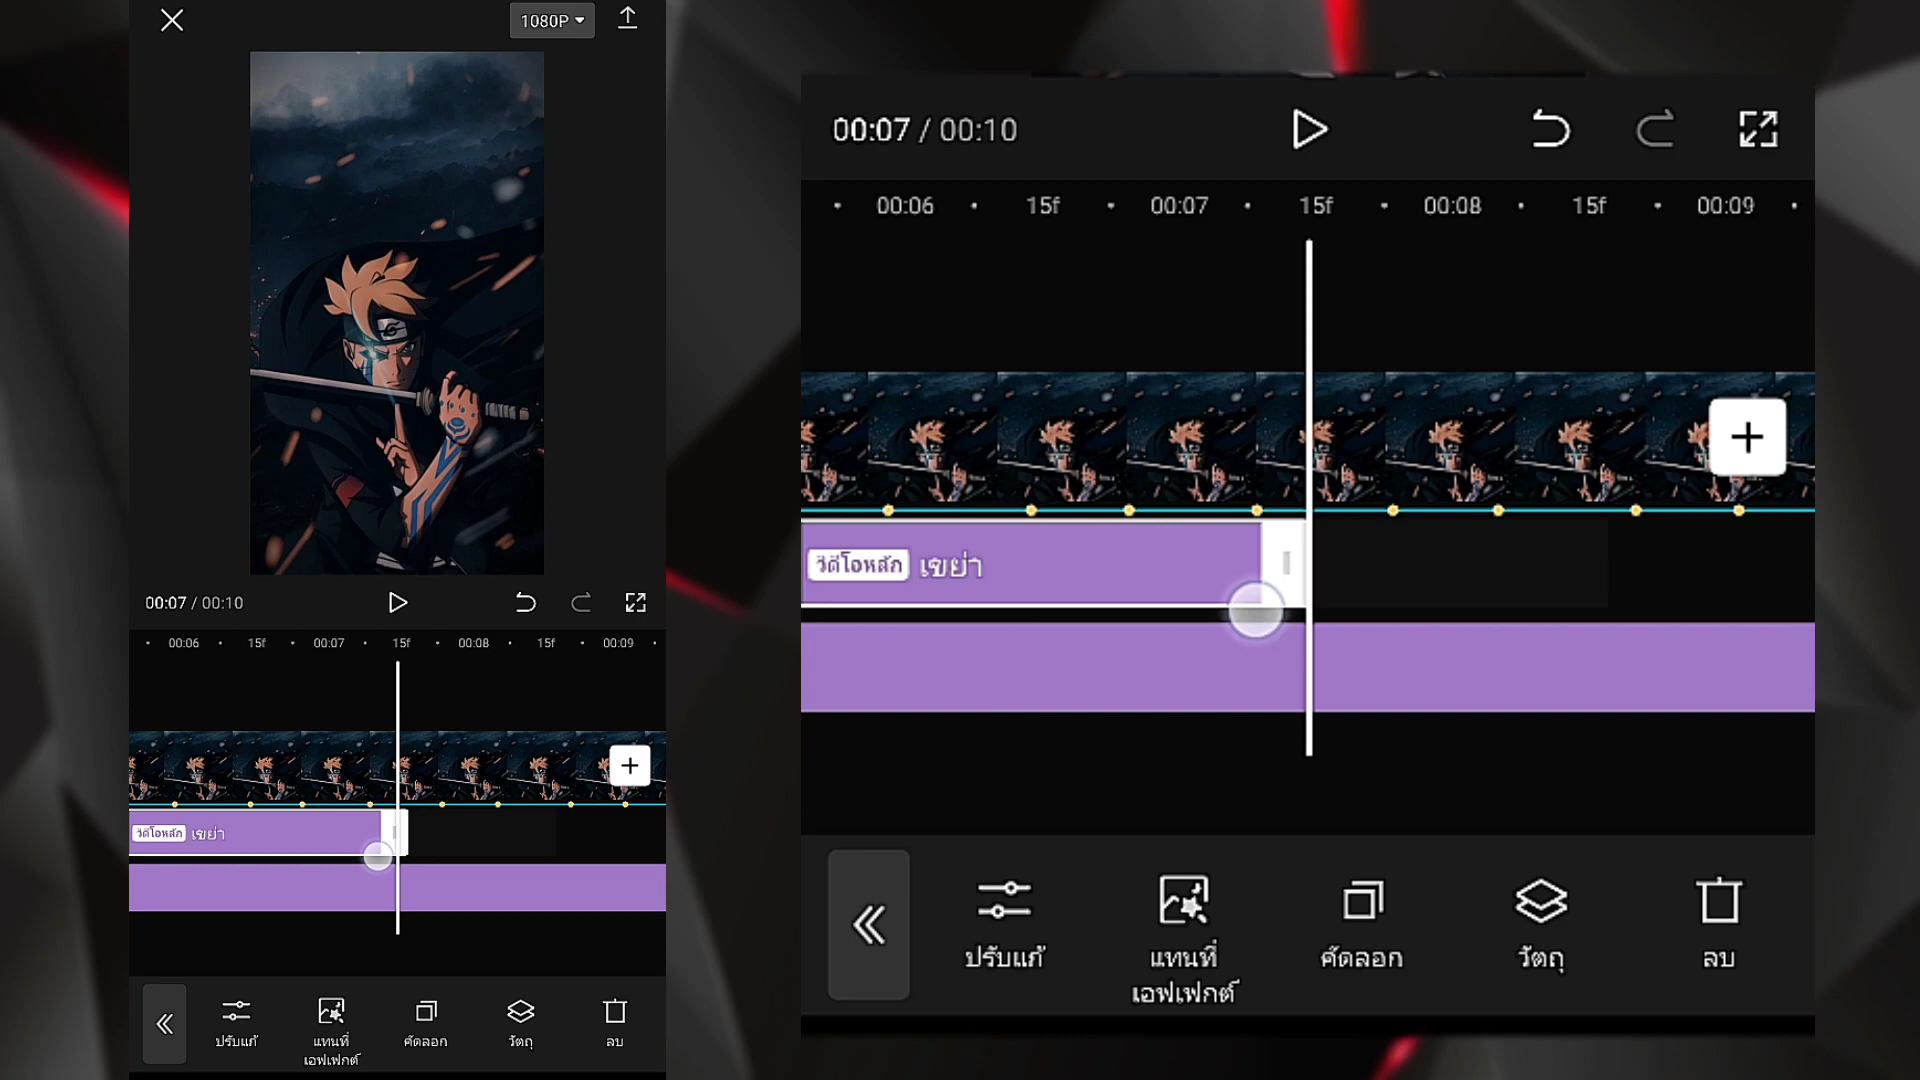 1080P
00:07 / 00:10
00:06 15f 00:07 15f 00:08 15f 00:09
วิดีโอหลัก เขย่า
ปรับแก้
แทนที่
เอฟเฟกต์
คัดลอก
วัตถุ
ลบ
00:07 / 00:10
00:06 15f 00:07 15f 00:08 15f 00:09
วิดีโอหลัก เขย่า
ปรับแก้
แทนที่
เอฟเฟกต์
คัดลอก
วัตถุ
ลบ